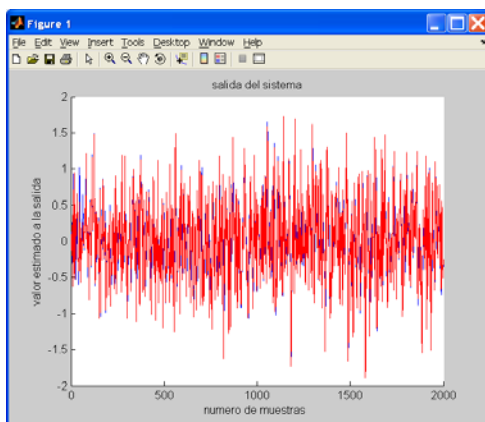 Figure 1
File Edit View Insert Tools Desktop Window Help
salida del sistema
2
1.5
1
0.5
0
-0.5
-1
-1.5
-2
valor estimado a la salida
0 500 1000 1500 2000
numero de muestras